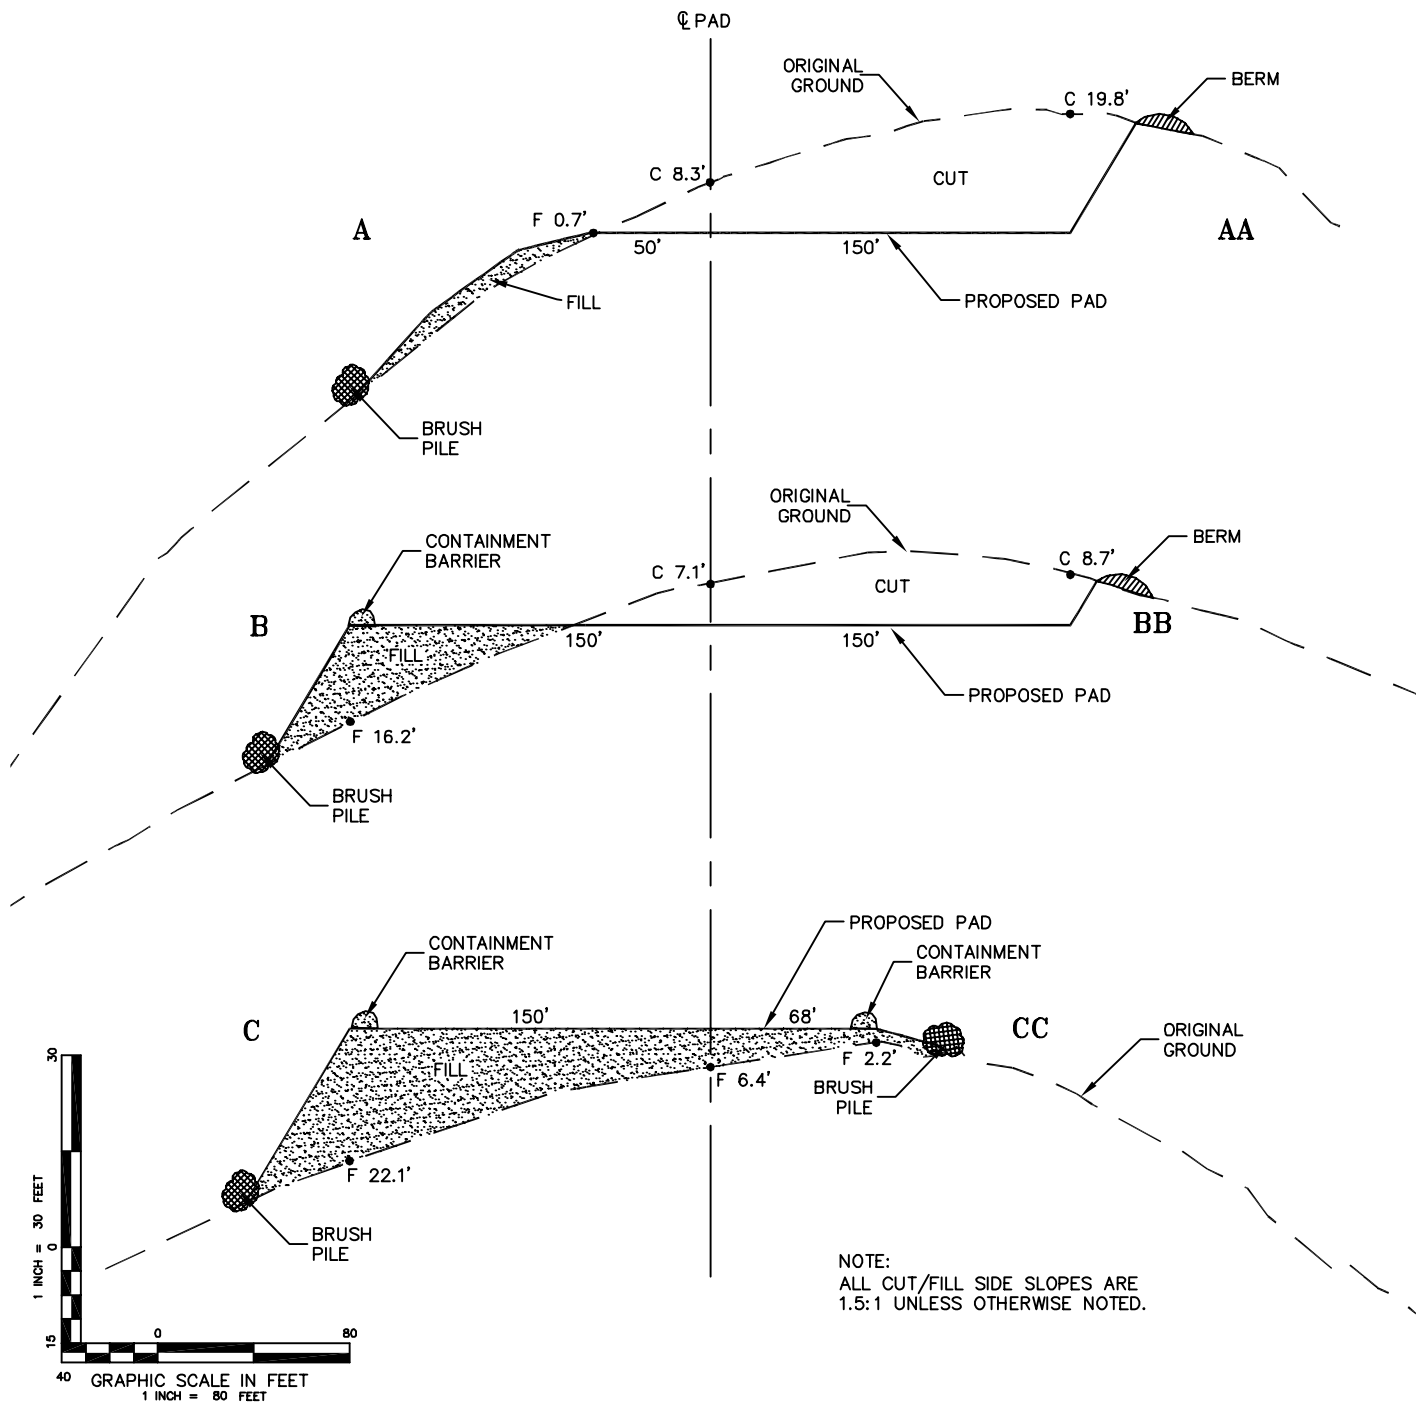 ℄ PAD
ORIGINAL
GROUND
C 19.8'
BERM
C 8.3'
CUT
F 0.7'
A
AA
50'
150'
FILL
PROPOSED PAD
BRUSH
PILE
ORIGINAL
GROUND
CONTAINMENT
BARRIER
BERM
C 7.1'
C 8.7'
CUT
B
BB
150'
150'
FILL
PROPOSED PAD
F 16.2'
BRUSH
PILE
PROPOSED PAD
CONTAINMENT
BARRIER
CONTAINMENT
BARRIER
150'
68'
C
CC
ORIGINAL
GROUND
F 2.2'
FILL
F 6.4'
BRUSH
PILE
F 22.1'
BRUSH
PILE
NOTE:
ALL CUT/FILL SIDE SLOPES ARE
1.5:1 UNLESS OTHERWISE NOTED.
30
1 INCH = 30 FEET
0
15
0
80
40
GRAPHIC SCALE IN FEET
1 INCH = 80 FEET